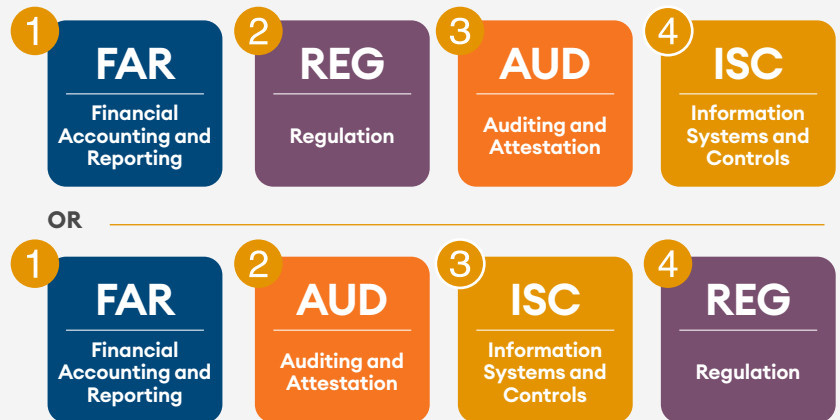 1
FAR
Financial
Accounting and
Reporting
2
REG
Regulation
3
AUD
Auditing and
Attestation
4
ISC
Information
Systems and
Controls
OR
1
FAR
Financial
Accounting and
Reporting
2
AUD
Auditing and
Attestation
3
ISC
Information
Systems and
Controls
4
REG
Regulation